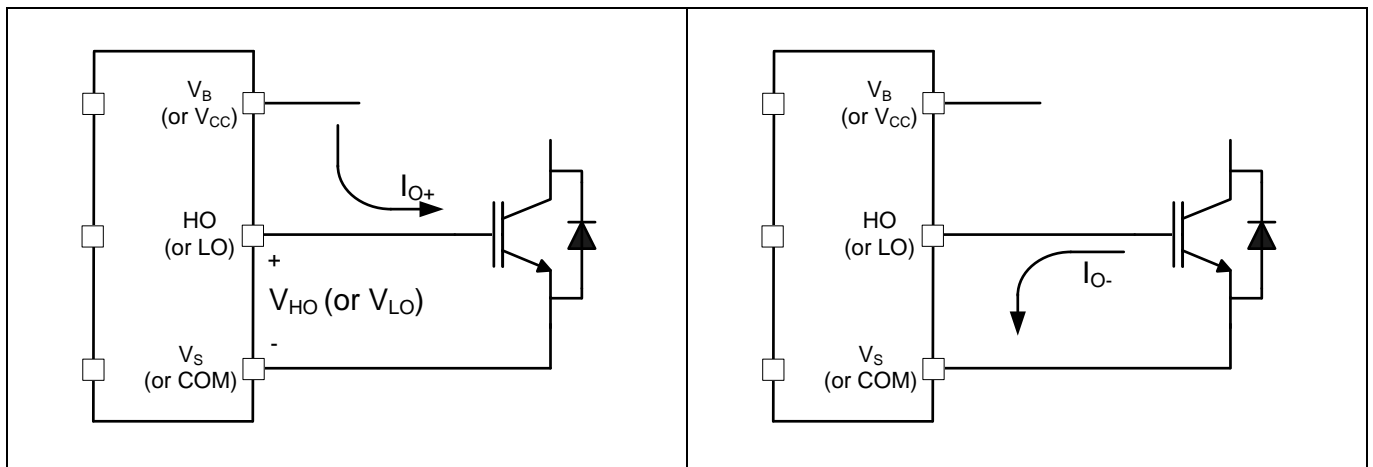 V_B
(or V_CC)
I_O+
HO
(or LO)
+
V_HO (or V_LO)
-
V_S
(or COM)
V_B
(or V_CC)
HO
(or LO)
I_O-
V_S
(or COM)